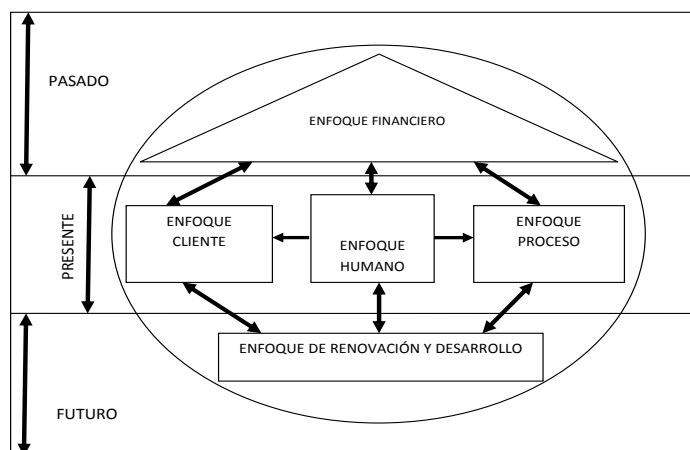 PASADO
ENFOQUE FINANCIERO
PRESENTE
ENFOQUE
CLIENTE
ENFOQUE
HUMANO
ENFOQUE
PROCESO
ENFOQUE DE RENOVACIÓN Y DESARROLLO
FUTURO